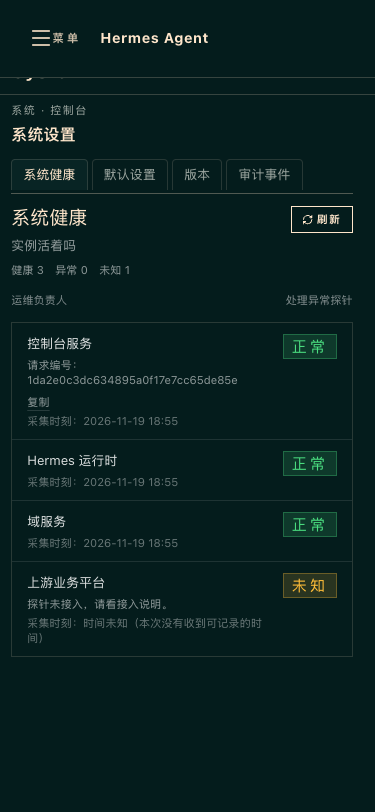 菜单
Hermes Agent
系统 · 控制台
系统设置
系统健康
默认设置
版本
审计事件
系统健康
刷新
实例活着吗
健康 3 异常 0 未知 1
运维负责人
处理异常探针
控制台服务
正常
请求编号：
1da2e0c3dc634895a0f17e7cc65de85e
复制
采集时刻：2026-11-19 18:55
Hermes 运行时
正常
采集时刻：2026-11-19 18:55
域服务
正常
采集时刻：2026-11-19 18:55
上游业务平台
未知
探针未接入，请看接入说明。
采集时刻：时间未知（本次没有收到可记录的时
间）